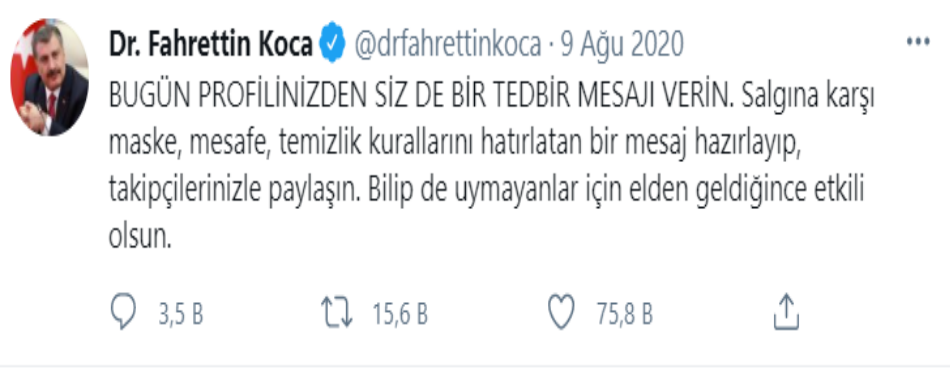 Dr. Fahrettin Koca @drfahrettinkoca · 9 Ağu 2020
BUGÜN PROFİLİNİZDEN SİZ DE BİR TEDBİR MESAJI VERİN. Salgına karşı
maske, mesafe, temizlik kurallarını hatırlatan bir mesaj hazırlayıp,
takipçilerinizle paylaşın. Bilip de uymayanlar için elden geldiğince etkili
olsun.
3,5 B 15,6 B 75,8 B